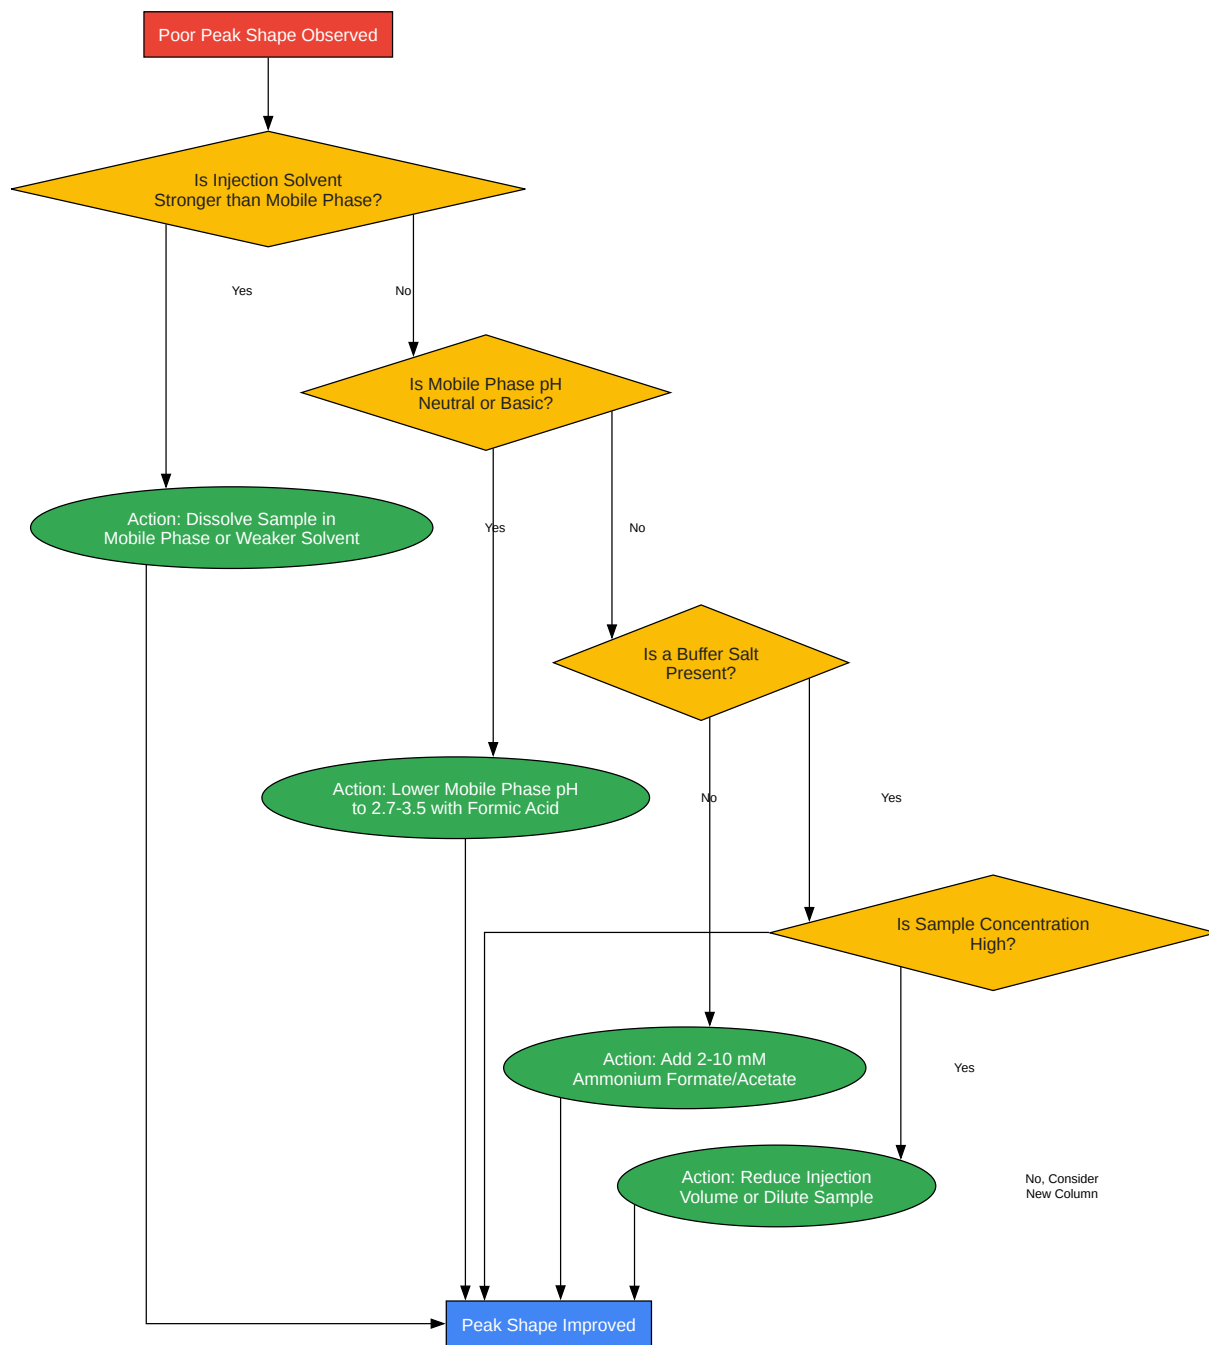 Poor Peak Shape Observed
Is Injection Solvent
Stronger than Mobile Phase?
Yes
No
Is Mobile Phase pH
Neutral or Basic?
Action: Dissolve Sample in
Mobile Phase or Weaker Solvent
Yes
No
Is a Buffer Salt
Present?
Action: Lower Mobile Phase pH
to 2.7-3.5 with Formic Acid
No
Yes
Is Sample Concentration
High?
Action: Add 2-10 mM
Ammonium Formate/Acetate
Yes
Action: Reduce Injection
Volume or Dilute Sample
No, Consider
New Column
Peak Shape Improved